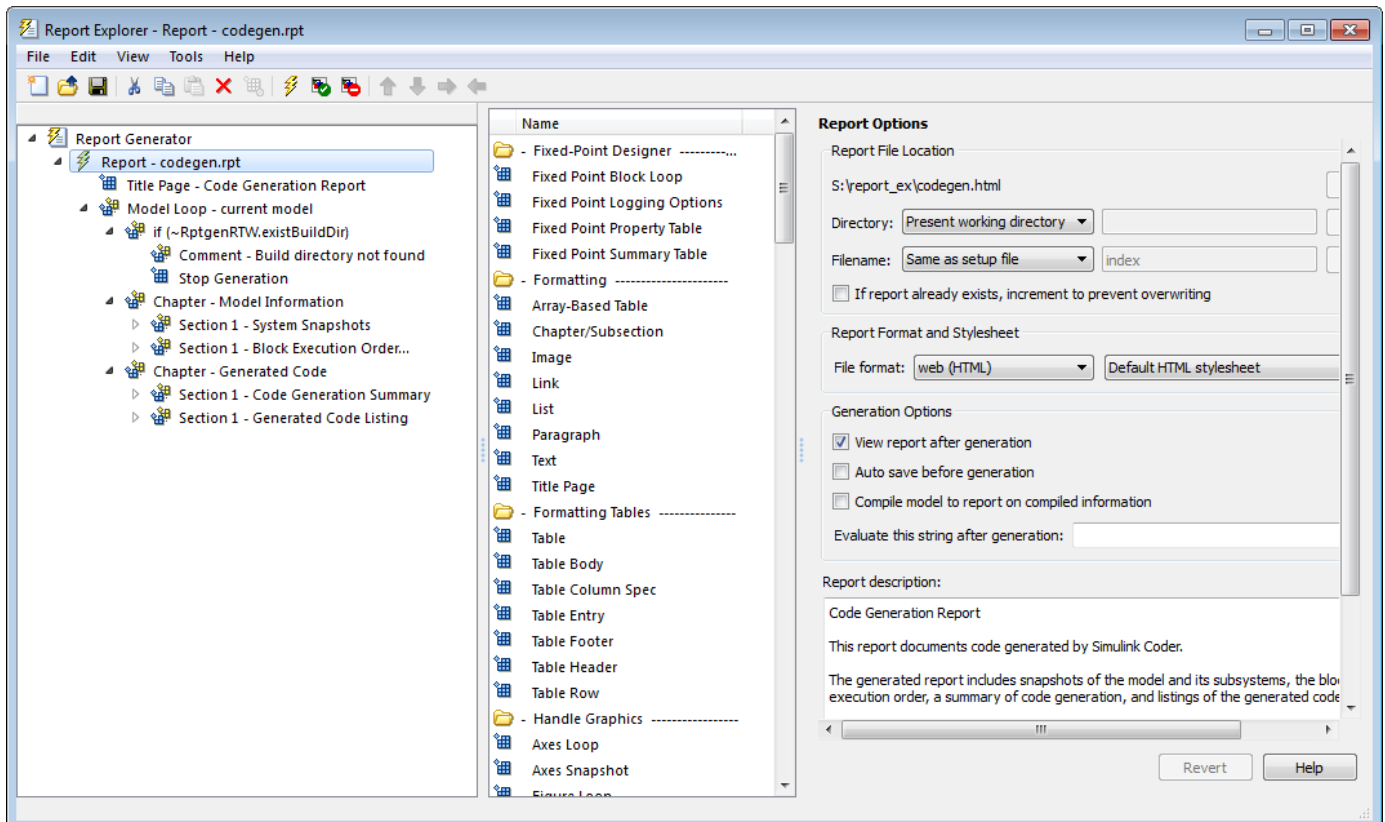 Report Explorer - Report - codegen.rpt
File Edit View Tools Help
Report Generator
Report - codegen.rpt
Title Page - Code Generation Report
Model Loop - current model
if (~RptgenRTW.existBuildDir)
Comment - Build directory not found
Stop Generation
Chapter - Model Information
Section 1 - System Snapshots
Section 1 - Block Execution Order...
Chapter - Generated Code
Section 1 - Code Generation Summary
Section 1 - Generated Code Listing
Name
- Fixed-Point Designer ---------...
Fixed Point Block Loop
Fixed Point Logging Options
Fixed Point Property Table
Fixed Point Summary Table
- Formatting ----------------------
Array-Based Table
Chapter/Subsection
Image
Link
List
Paragraph
Text
Title Page
- Formatting Tables ---------------
Table
Table Body
Table Column Spec
Table Entry
Table Footer
Table Header
Table Row
- Handle Graphics -----------------
Axes Loop
Axes Snapshot
Figure Loop
Report Options
Report File Location
S:\report_ex\codegen.html
Directory: Present working directory
Filename: Same as setup file index
If report already exists, increment to prevent overwriting
Report Format and Stylesheet
File format: web (HTML) Default HTML stylesheet
Generation Options
View report after generation
Auto save before generation
Compile model to report on compiled information
Evaluate this string after generation:
Report description:
Code Generation Report
This report documents code generated by Simulink Coder.
The generated report includes snapshots of the model and its subsystems, the
execution order, a summary of code generation, and listings of the generated code
Revert Help